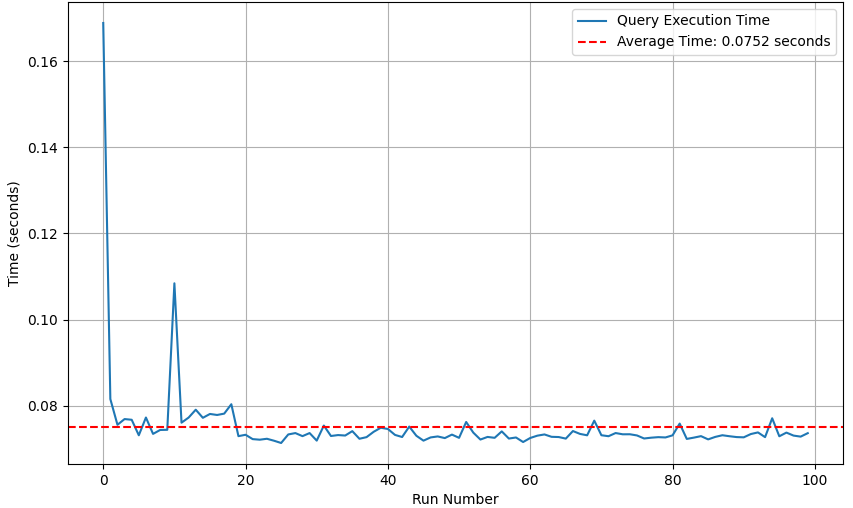 Query Execution Time
Average Time: 0.0752 seconds
Time (seconds)
0.16
0.14
0.12
0.10
0.08
0 20 40 60 80 100
Run Number